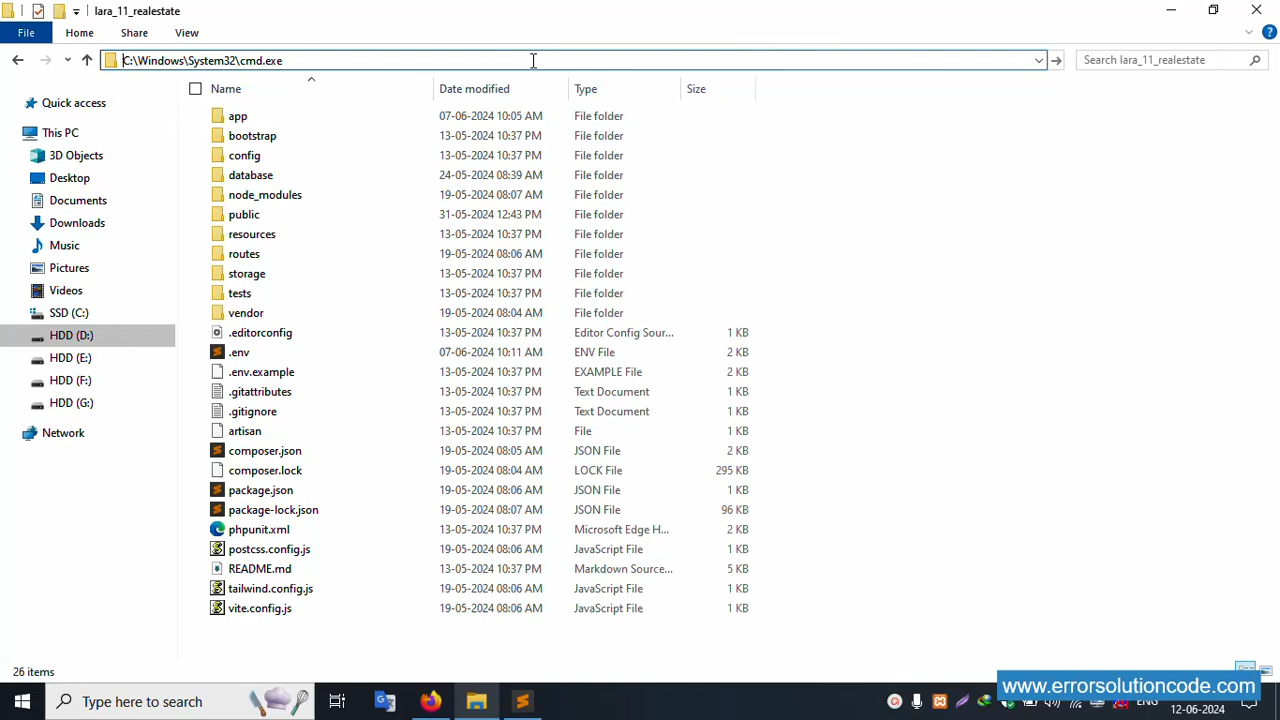 lara_11_realestate
File Home Share View
C:\Windows\System32\cmd.exe Search lara_11_realestate
Name Date modified Type Size
Quick access
This PC
3D Objects
Desktop
Documents
Downloads
Music
Pictures
Videos
SSD (C:)
HDD (D:)
HDD (E:)
HDD (F:)
HDD (G:)
Network
app 07-06-2024 10:05 AM File folder
bootstrap 13-05-2024 10:37 PM File folder
config 13-05-2024 10:37 PM File folder
database 24-05-2024 08:39 AM File folder
node_modules 19-05-2024 08:07 AM File folder
public 31-05-2024 12:43 PM File folder
resources 13-05-2024 10:37 PM File folder
routes 19-05-2024 08:06 AM File folder
storage 13-05-2024 10:37 PM File folder
tests 13-05-2024 10:37 PM File folder
vendor 19-05-2024 08:04 AM File folder
.editorconfig 13-05-2024 10:37 PM Editor Config Sour... 1 KB
.env 07-06-2024 10:11 AM ENV File 2 KB
.env.example 13-05-2024 10:37 PM EXAMPLE File 2 KB
.gitattributes 13-05-2024 10:37 PM Text Document 1 KB
.gitignore 13-05-2024 10:37 PM Text Document 1 KB
artisan 13-05-2024 10:37 PM File 1 KB
composer.json 19-05-2024 08:05 AM JSON File 2 KB
composer.lock 19-05-2024 08:04 AM LOCK File 295 KB
package.json 19-05-2024 08:06 AM JSON File 1 KB
package-lock.json 19-05-2024 08:07 AM JSON File 96 KB
phpunit.xml 13-05-2024 10:37 PM Microsoft Edge H... 2 KB
postcss.config.js 19-05-2024 08:06 AM JavaScript File 1 KB
README.md 13-05-2024 10:37 PM Markdown Source... 5 KB
tailwind.config.js 19-05-2024 08:06 AM JavaScript File 1 KB
vite.config.js 19-05-2024 08:06 AM JavaScript File 1 KB
26 items
www.errorsolutioncode.com
Type here to search
12-06-2024